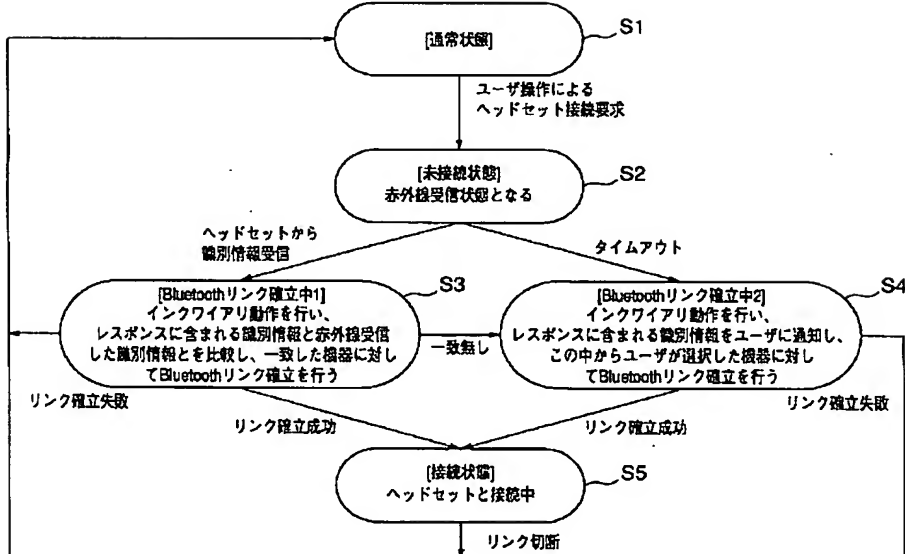 [通常状態]
S1
ユーザ操作による
ヘッドセット接続要求
[未接続状態]
赤外線受信状態となる
S2
ヘッドセットから
識別情報受信
タイムアウト
[Bluetoothリンク確立中1]
インクワイアリ動作を行い、
レスポンスに含まれる識別情報と赤外線受信
した識別情報とを比較し、一致した機器に対し
てBluetoothリンク確立を行う
S3
一致無し
[Bluetoothリンク確立中2]
インクワイアリ動作を行い、
レスポンスに含まれる識別情報をユーザに通知し、
この中からユーザが選択した機器に対し
てBluetoothリンク確立を行う
S4
リンク確立失敗
リンク確立成功
リンク確立成功
リンク確立失敗
[接続状態]
ヘッドセットと接続中
S5
リンク切断